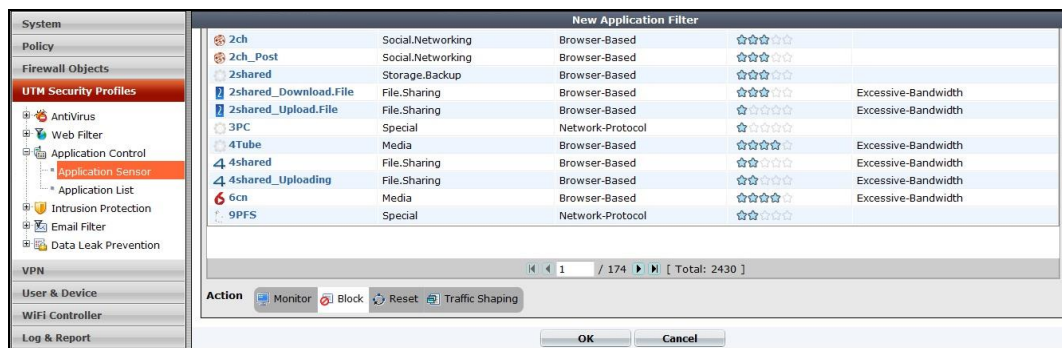 System
Policy
Firewall Objects
UTM Security Profiles
AntiVirus
Web Filter
Application Control
Application Sensor
Application List
Intrusion Protection
Email Filter
Data Leak Prevention
VPN
User & Device
WiFi Controller
Log & Report
New Application Filter
2ch Social.Networking Browser-Based
2ch_Post Social.Networking Browser-Based
2shared Storage.Backup Browser-Based
2shared_Download.File File.Sharing Browser-Based Excessive-Bandwidth
2shared_Upload.File File.Sharing Browser-Based Excessive-Bandwidth
3PC Special Network-Protocol
4Tube Media Browser-Based Excessive-Bandwidth
4shared File.Sharing Browser-Based Excessive-Bandwidth
4shared_Uploading File.Sharing Browser-Based Excessive-Bandwidth
6cn Media Browser-Based Excessive-Bandwidth
9PFS Special Network-Protocol
1 / 174 [ Total: 2430 ]
Action Monitor Block Reset Traffic Shaping
OK Cancel